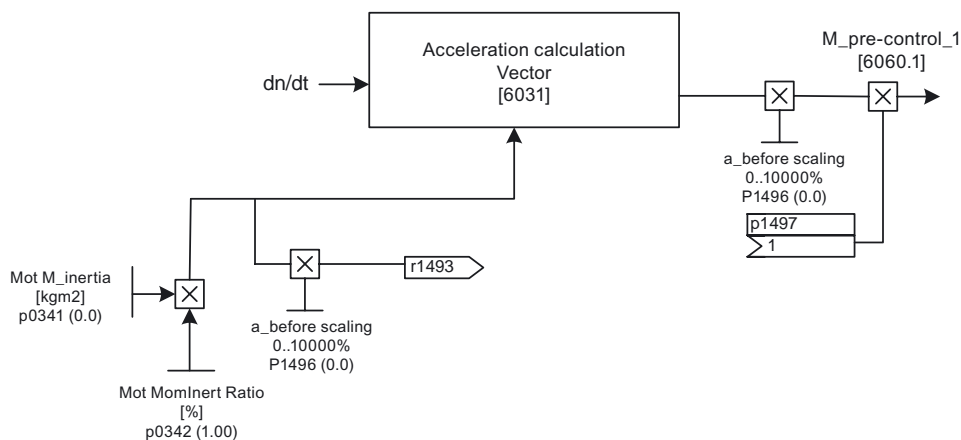 Acceleration calculation
Vector
[6031]
dn/dt
M_pre-control_1
[6060.1]
a_before scaling
0..10000%
P1496 (0.0)
p1497
1
r1493
Mot M_inertia
[kgm2]
p0341 (0.0)
a_before scaling
0..10000%
P1496 (0.0)
Mot MomInert Ratio
[%]
p0342 (1.00)